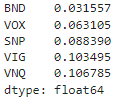 BND    0.031557
VOX    0.063105
SNP    0.088390
VIG    0.103495
VNQ    0.106785
dtype: float64